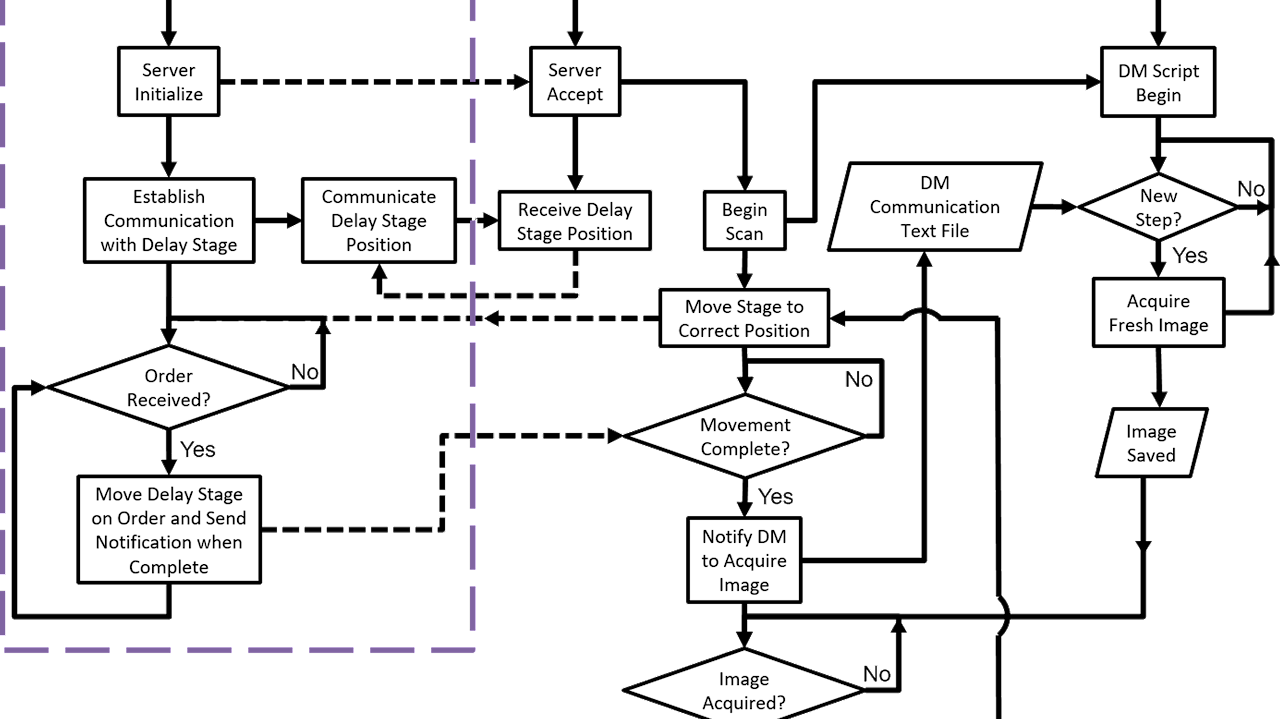 Server
Initialize
Server
Accept
DM Script
Begin
Establish
Communication
with Delay Stage
Communicate
Delay Stage
Position
Receive Delay
Stage Position
Begin
Scan
DM
Communication
Text File
New
Step?
No
Yes
Acquire
Fresh Image
Move Stage to
Correct Position
Order
Received?
No
Yes
Movement
Complete?
No
Yes
Image
Saved
Move Delay Stage
on Order and Send
Notification when
Complete
Notify DM
to Acquire
Image
Image
Acquired?
No